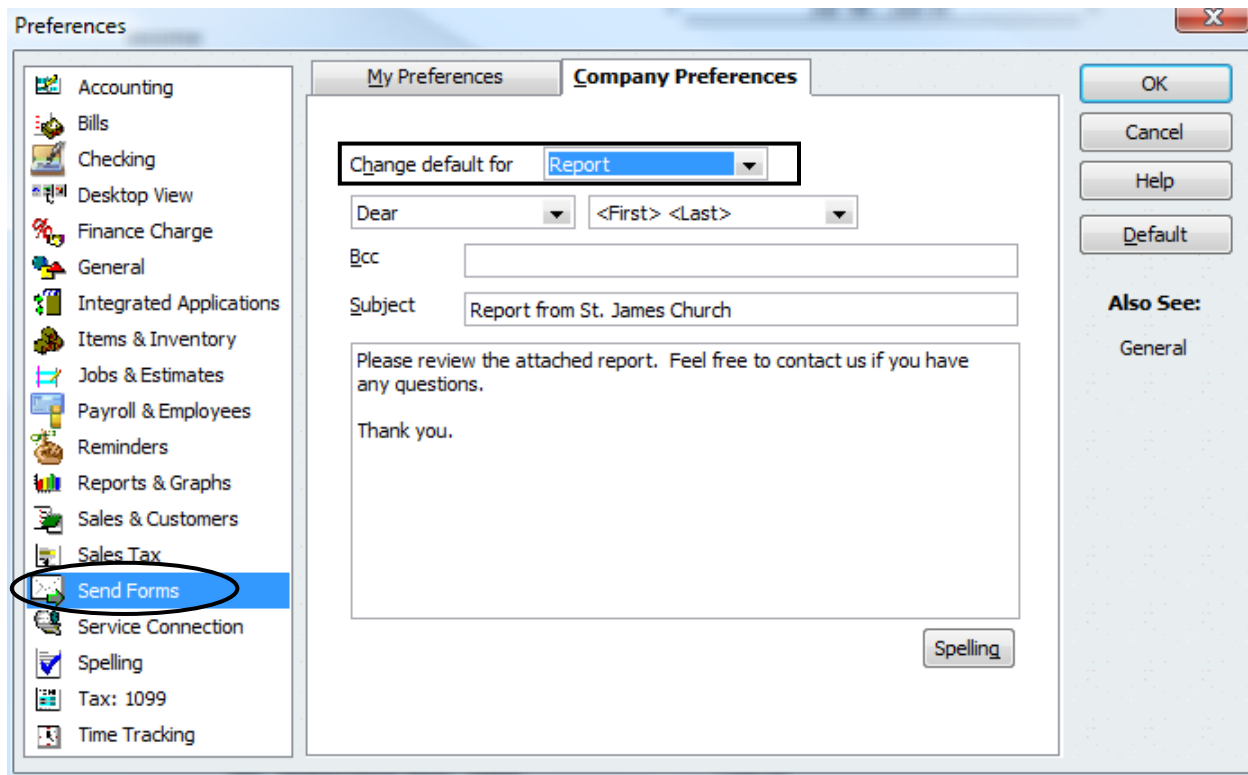 Preferences
Accounting
Bills
Checking
Desktop View
Finance Charge
General
Integrated Applications
Items & Inventory
Jobs & Estimates
Payroll & Employees
Reminders
Reports & Graphs
Sales & Customers
Sales Tax
Send Forms
Service Connection
Spelling
Tax: 1099
Time Tracking
My Preferences
Company Preferences
Change default for Report
Dear <First> <Last>
Bcc
Subject Report from St. James Church
Please review the attached report. Feel free to contact us if you have
any questions.
Thank you.
Spelling
OK
Cancel
Help
Default
Also See:
General